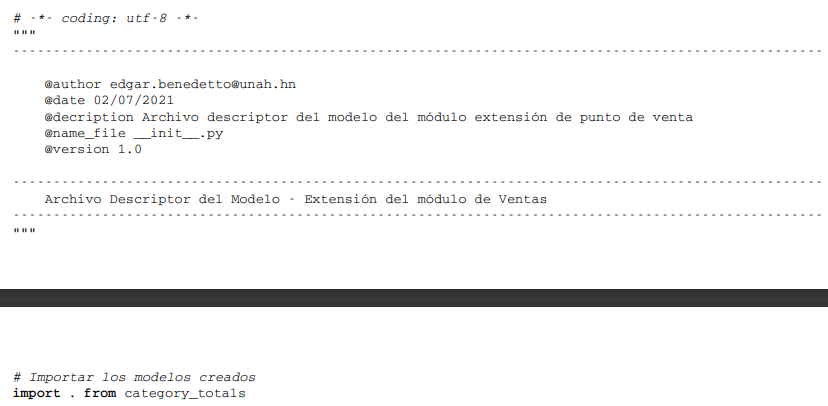 # -*- coding: utf-8 -*-
"""
----------------------------------------------------------------------------------------------------
@author edgar.benedetto@unah.hn
@date 02/07/2021
@decription Archivo descriptor del modelo del módulo extensión de punto de venta
@name_file __init__.py
@version 1.0
----------------------------------------------------------------------------------------------------
Archivo Descriptor del Modelo - Extensión del módulo de Ventas
----------------------------------------------------------------------------------------------------
"""
# Importar los modelos creados
import . from category_totals